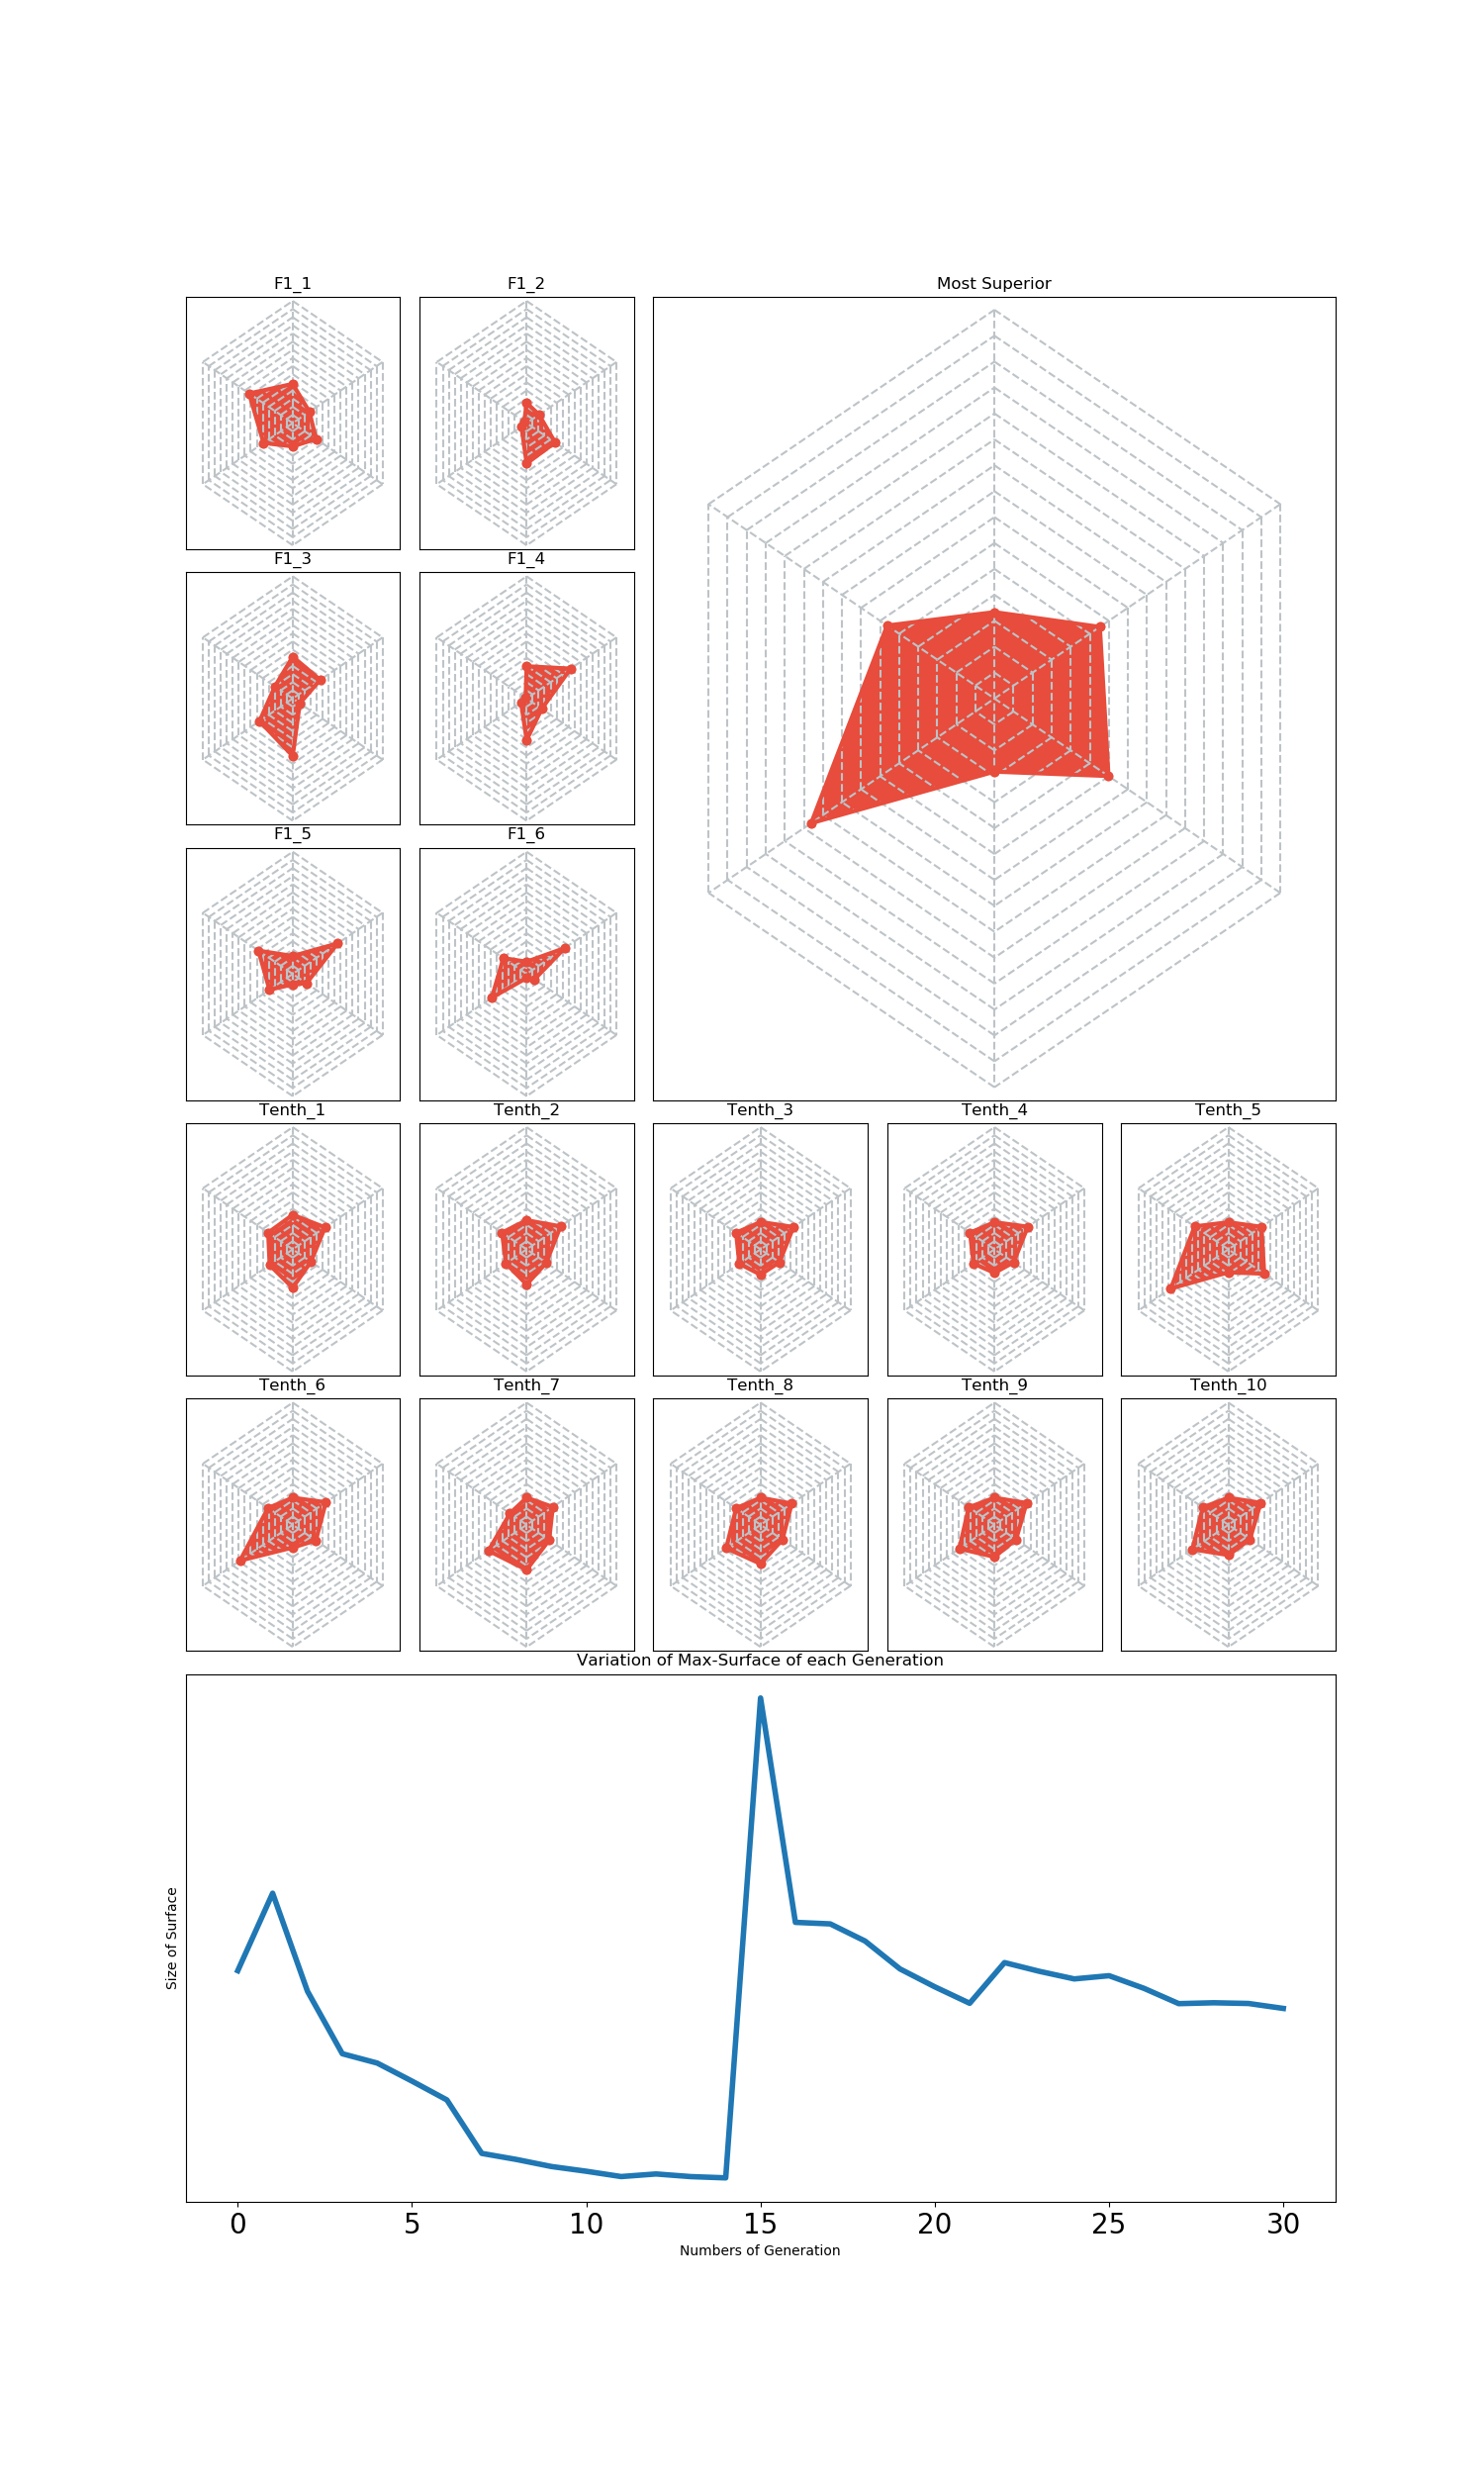 F1_1
F1_2
Most Superior
F1_3
F1_4
F1_5
F1_6
Tenth_1
Tenth_2
Tenth_3
Tenth_4
Tenth_5
Tenth_6
Tenth_7
Tenth_8
Tenth_9
Tenth_10
Variation of Max-Surface of each Generation
Size of Surface
0 5 10 15 20 25 30
Numbers of Generation